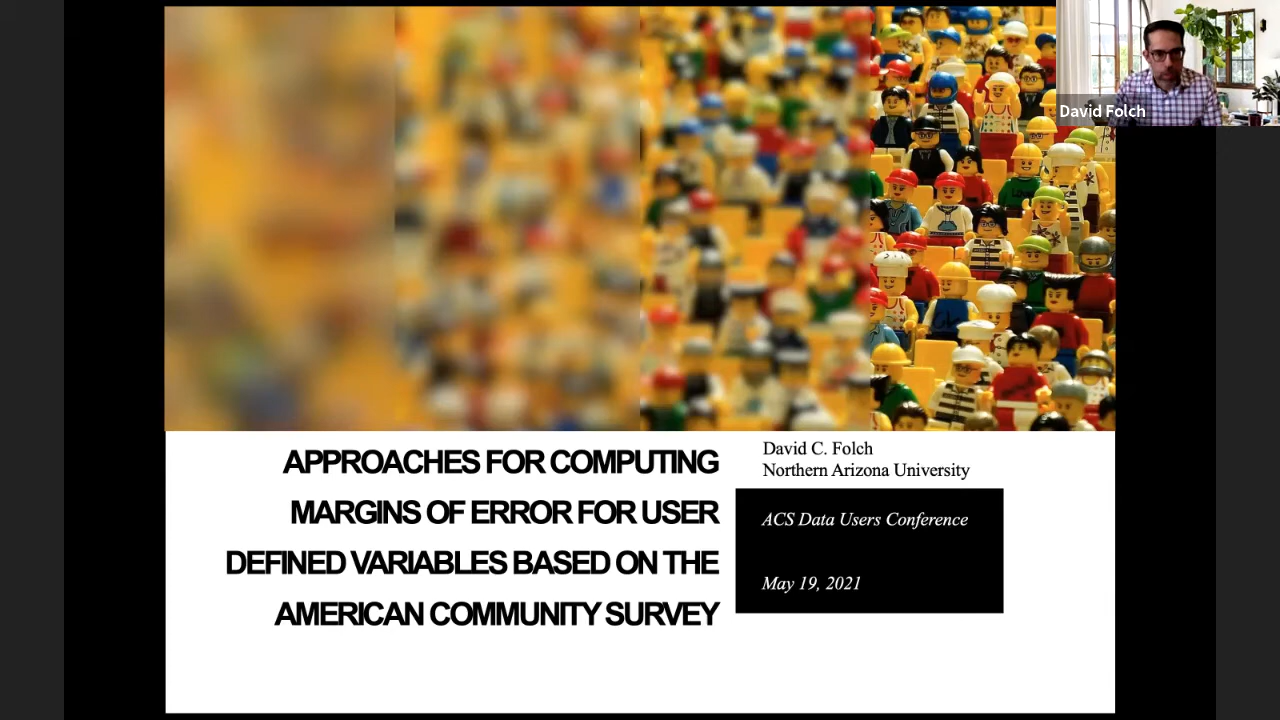 David Folch
APPROACHES FOR COMPUTING
MARGINS OF ERROR FOR USER
DEFINED VARIABLES BASED ON THE
AMERICAN COMMUNITY SURVEY
David C. Folch
Northern Arizona University
ACS Data Users Conference
May 19, 2021